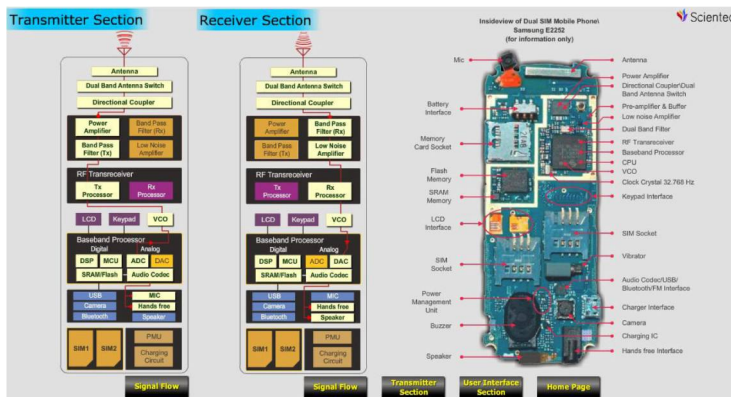 Transmitter Section
Antenna
Dual Band Antenna Switch
Directional Coupler
Power Amplifier
Band Pass Filter (Rx)
Band Pass Filter (Tx)
Low Noise Amplifier
RF Transreceiver
Tx Processor
Rx Processor
LCD
Keypad
VCO
Baseband Processor
Digital
Analog
DSP
MCU
ADC
DAC
SRAM/Flash
Audio Codec
USB
MIC
Camera
Hands free
Bluetooth
Speaker
SIM1
SIM2
PMU
Charging Circuit
Signal Flow
Receiver Section
Antenna
Dual Band Antenna Switch
Directional Coupler
Power Amplifier
Band Pass Filter (Rx)
Band Pass Filter (Tx)
Low Noise Amplifier
RF Transreceiver
Tx Processor
Rx Processor
LCD
Keypad
VCO
Baseband Processor
Digital
Analog
DSP
MCU
ADC
DAC
SRAM/Flash
Audio Codec
USB
MIC
Camera
Hands free
Bluetooth
Speaker
SIM1
SIM2
PMU
Charging Circuit
Signal Flow
Insideview of Dual SIM Mobile Phone\
Samsung E2252
(for information only)
Scientec
Mic
Battery
Interface
Memory
Card Socket
Flash
Memory
SRAM
Memory
LCD
Interface
SIM
Socket
Power
Management
Unit
Buzzer
Speaker
Antenna
Power Amplifier
Directional Coupler\Dual
Band Antenna Switch
Pre-amplifier & Buffer
Low noise Amplifier
Dual Band Filter
RF Transreceiver
Baseband Processor
CPU
VCO
Clock Crystal 32.768 Hz
Keypad Interface
SIM Socket
Vibrator
Audio Codec/USB/
Bluetooth/FM Interface
Charger Interface
Camera
Charging IC
Hands free Interface
Transmitter
Section
User Interface
Section
Home Page